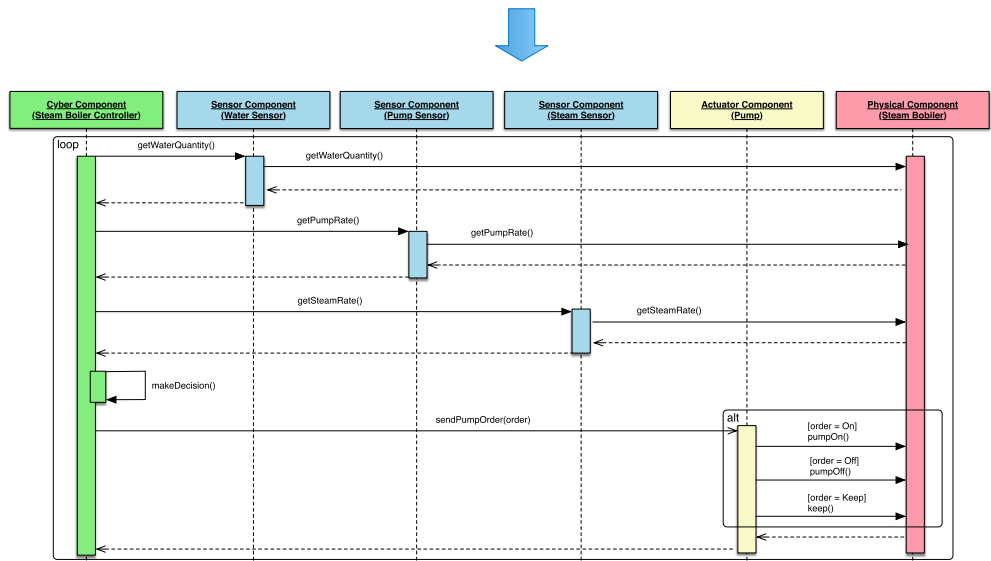 Cyber Component
(Steam Boiler Controller)
Sensor Component
(Water Sensor)
Sensor Component
(Pump Sensor)
Sensor Component
(Steam Sensor)
Actuator Component
(Pump)
Physical Component
(Steam Bobiler)
loop
getWaterQuantity()
getWaterQuantity()
getPumpRate()
getPumpRate()
getSteamRate()
getSteamRate()
makeDecision()
sendPumpOrder(order)
alt
[order = On]
pumpOn()
[order = Off]
pumpOff()
[order = Keep]
keep()